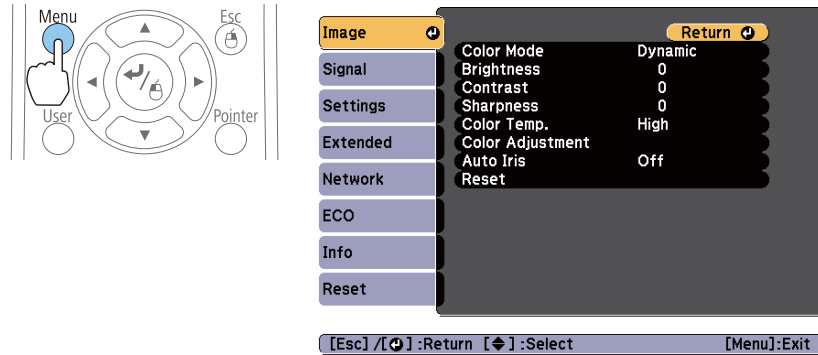 Menu
Esc
User
Pointer
Image
Signal
Settings
Extended
Network
ECO
Info
Reset
Return
Color Mode Dynamic
Brightness 0
Contrast 0
Sharpness 0
Color Temp. High
Color Adjustment
Auto Iris Off
Reset
[Esc] /[⏎] :Return [◆] :Select [Menu]:Exit